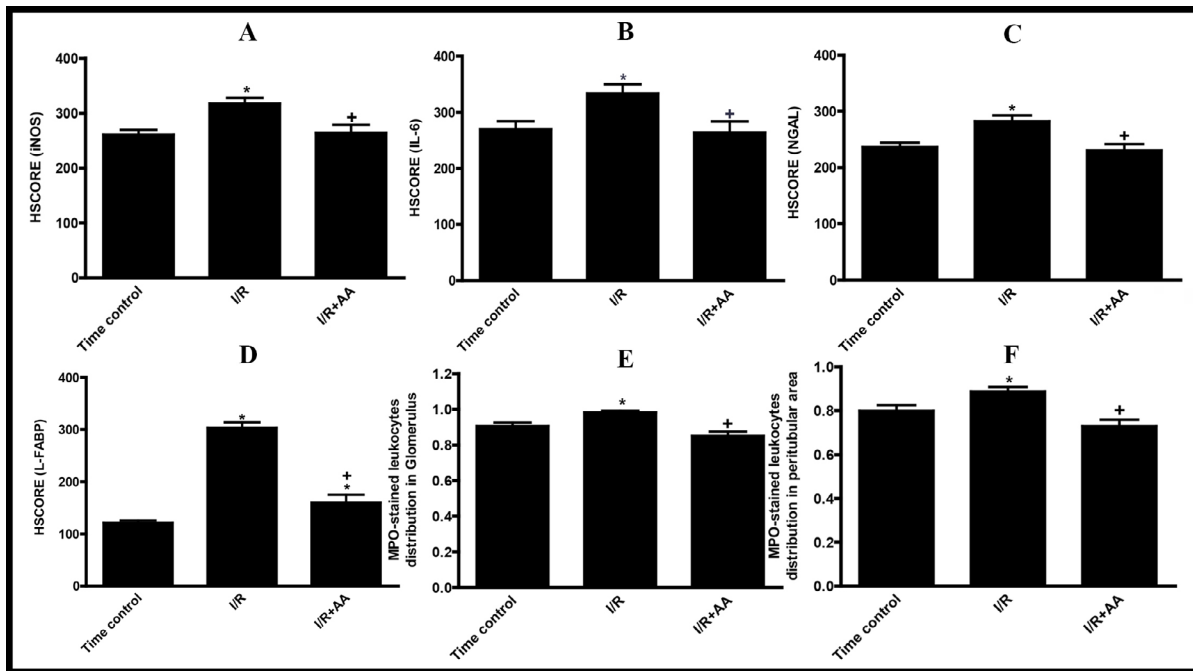 A
HSCORE (iNOS)
400
300
200
100
0
*
+
Time control
I/R
I/R+AA
B
HSCORE (IL-6)
400
300
200
100
0
*
+
Time control
I/R
I/R+AA
C
HSCORE (NGAL)
400
300
200
100
0
*
+
Time control
I/R
I/R+AA
D
HSCORE (L-FABP)
400
300
200
100
0
*
+
*
Time control
I/R
I/R+AA
E
MPO-stained leukocytes
distribution in Glomerulus
1.2
1.0
0.8
0.6
0.4
0.2
0.0
*
+
Time control
I/R
I/R+AA
F
MPO-stained leukocytes
distribution in peritubular area
1.0
0.8
0.6
0.4
0.2
0.0
*
+
Time control
I/R
I/R+AA